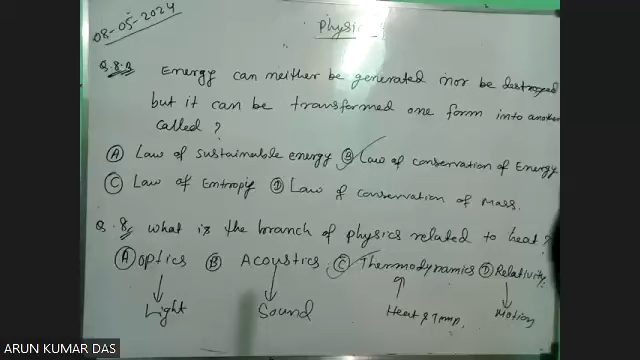 08-05-2024
Physics
Q.83 Energy can neither be generated nor be destroyed
but it can be transformed one form into another
called?
(A) Law of sustainable energy (B) Law of conservation of Energy
(C) Law of Entropy (D) Law of conservation of Mass.
Q.8, what is the branch of physics related to heat?
(A) optics (B) Acoustics (C) Thermodynamics (D) Relativity.
Light Sound Heat & Temp. Motion
ARUN KUMAR DAS